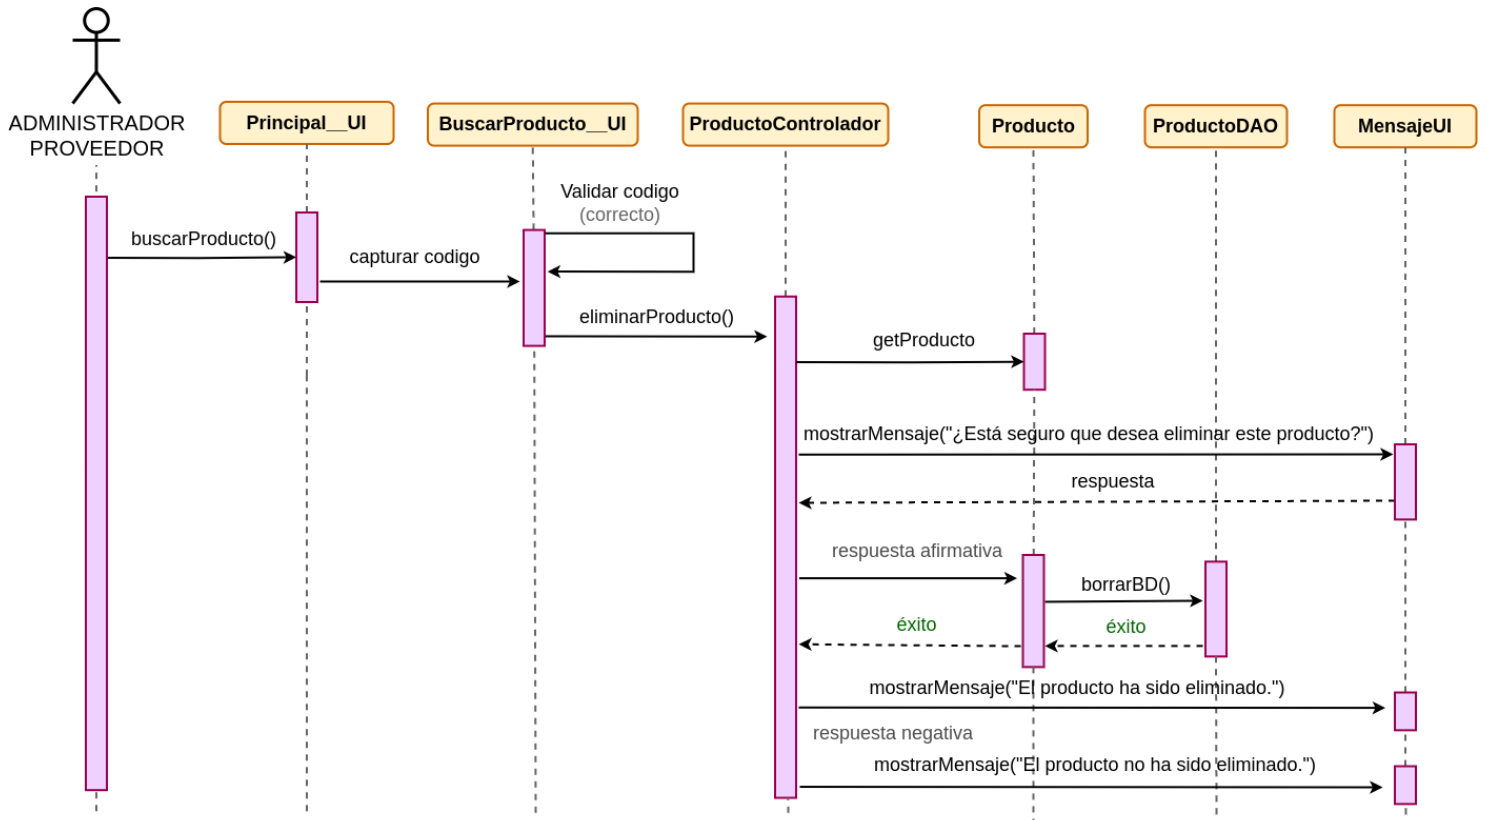 ADMINISTRADOR
PROVEEDOR
Principal__UI
BuscarProducto__UI
ProductoControlador
Producto
ProductoDAO
MensajeUI
Validar codigo
(correcto)
buscarProducto()
capturar codigo
eliminarProducto()
getProducto
mostrarMensaje("¿Está seguro que desea eliminar este producto?")
respuesta
respuesta afirmativa
borrarBD()
éxito
éxito
mostrarMensaje("El producto ha sido eliminado.")
respuesta negativa
mostrarMensaje("El producto no ha sido eliminado.")